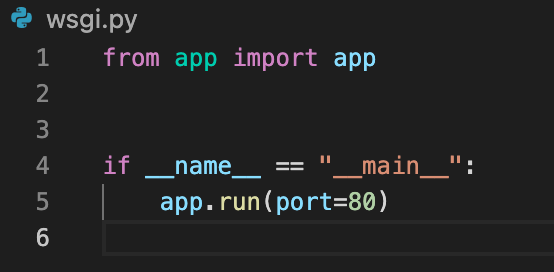 wsgi.py
1 from app import app
2
3
4 if __name__ == "__main__":
5     app.run(port=80)
6